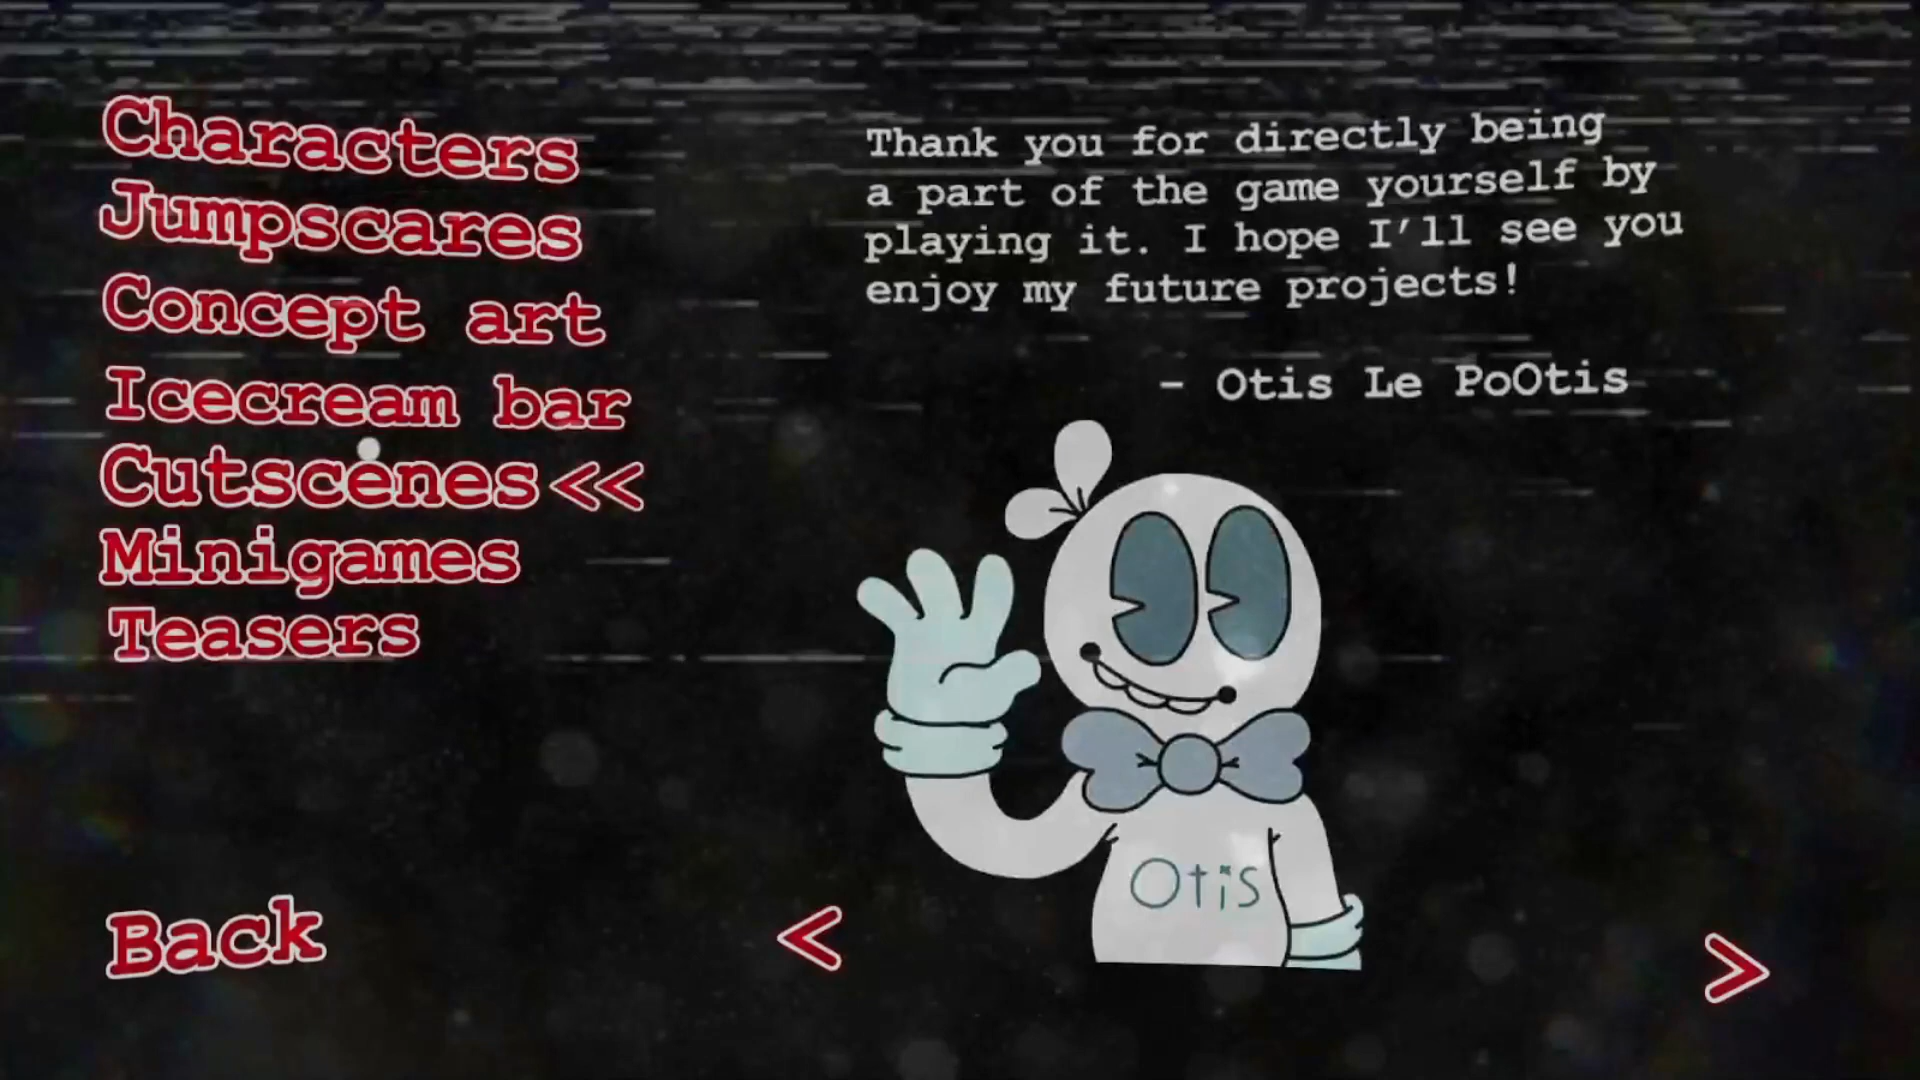 Characters
Jumpscares
Concept art
Icecream bar
Cutscenes<<
Minigames
Teasers
Back
Thank you for directly being
a part of the game yourself by
playing it. I hope I'll see you
enjoy my future projects!
- Otis Le PoOtis
Otis
<
>